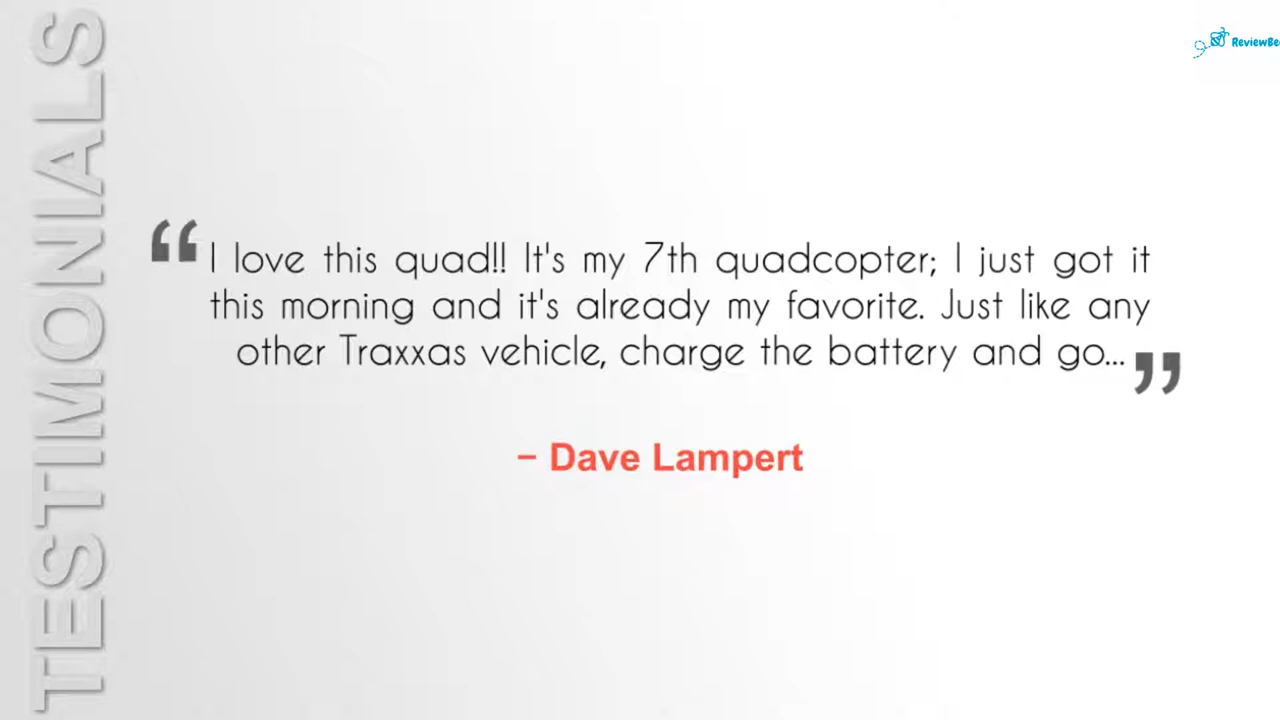 TESTIMONIALS
ReviewBe
“I love this quad!! It's my 7th quadcopter; I just got it
this morning and it's already my favorite. Just like any
other Traxxas vehicle, charge the battery and go...”
– Dave Lampert